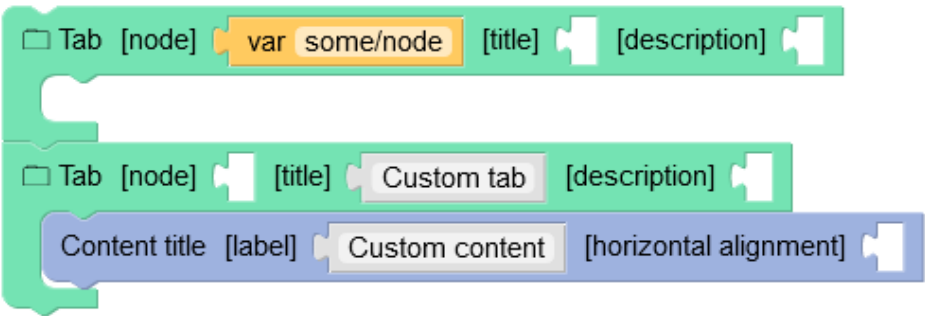 Tab [node] var some/node [title] [description]
Tab [node] [title] Custom tab [description]
Content title [label] Custom content [horizontal alignment]